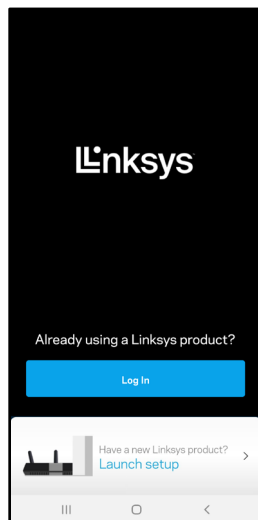 Linksys
Already using a Linksys product?
Log In
Have a new Linksys product?
Launch setup